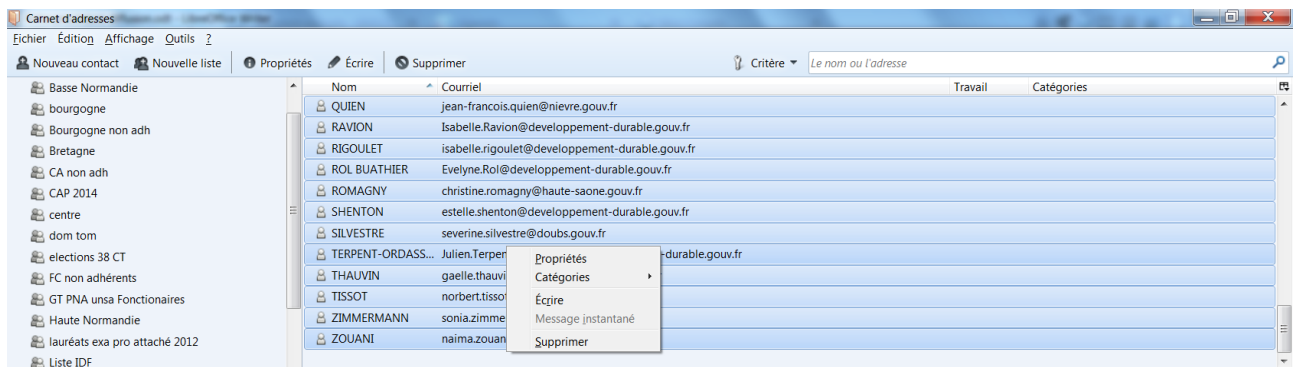 Carnet d'adresses
Fichier Édition Affichage Outils ?
Nouveau contact Nouvelle liste Propriétés Écrire Supprimer Critère Le nom ou l'adresse
Basse Normandie
bourgogne
Bourgogne non adh
Bretagne
CA non adh
CAP 2014
centre
dom tom
elections 38 CT
FC non adhérents
GT PNA unsa Fonctionaires
Haute Normandie
lauréats exa pro attaché 2012
Liste IDF
Nom Courriel Travail Catégories
QUIEN jean-francois.quien@nievre.gouv.fr
RAVION Isabelle.Ravion@developpement-durable.gouv.fr
RIGOULET isabelle.rigoulet@developpement-durable.gouv.fr
ROL BUATHIER Evelyne.Rol@developpement-durable.gouv.fr
ROMAGNY christine.romagny@haute-saone.gouv.fr
SHENTON estelle.shenton@developpement-durable.gouv.fr
SILVESTRE severine.silvestre@doubs.gouv.fr
TERPENT-ORDASS... Julien.Terpen -durable.gouv.fr
THAUVIN gaelle.thauvi
TISSOT norbert.tissot
ZIMMERMANN sonia.zimme
ZOUANI naima.zouan
Propriétés
Catégories
Écrire
Message instantané
Supprimer